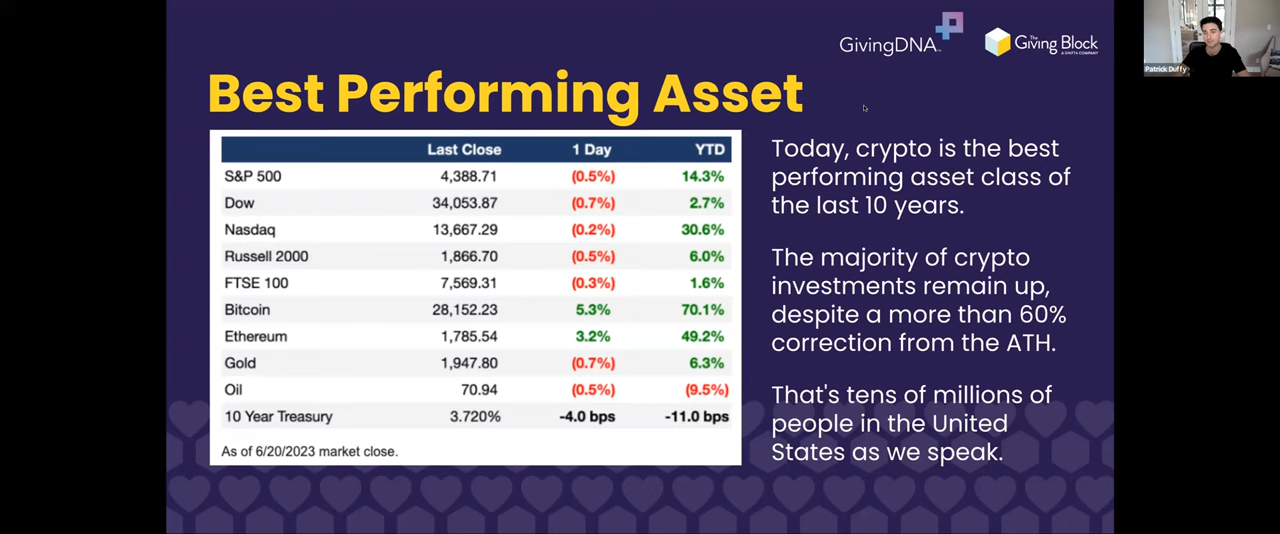 GivingDNA™
The
Giving Block
A SHIFT4 COMPANY
Patrick Duffy
Best Performing Asset
Last Close 1 Day YTD
S&P 500 4,388.71 (0.5%) 14.3%
Dow 34,053.87 (0.7%) 2.7%
Nasdaq 13,667.29 (0.2%) 30.6%
Russell 2000 1,866.70 (0.5%) 6.0%
FTSE 100 7,569.31 (0.3%) 1.6%
Bitcoin 28,152.23 5.3% 70.1%
Ethereum 1,785.54 3.2% 49.2%
Gold 1,947.80 (0.7%) 6.3%
Oil 70.94 (0.5%) (9.5%)
10 Year Treasury 3.720% -4.0 bps -11.0 bps
As of 6/20/2023 market close.
Today, crypto is the best
performing asset class of
the last 10 years.
The majority of crypto
investments remain up,
despite a more than 60%
correction from the ATH.
That's tens of millions of
people in the United
States as we speak.